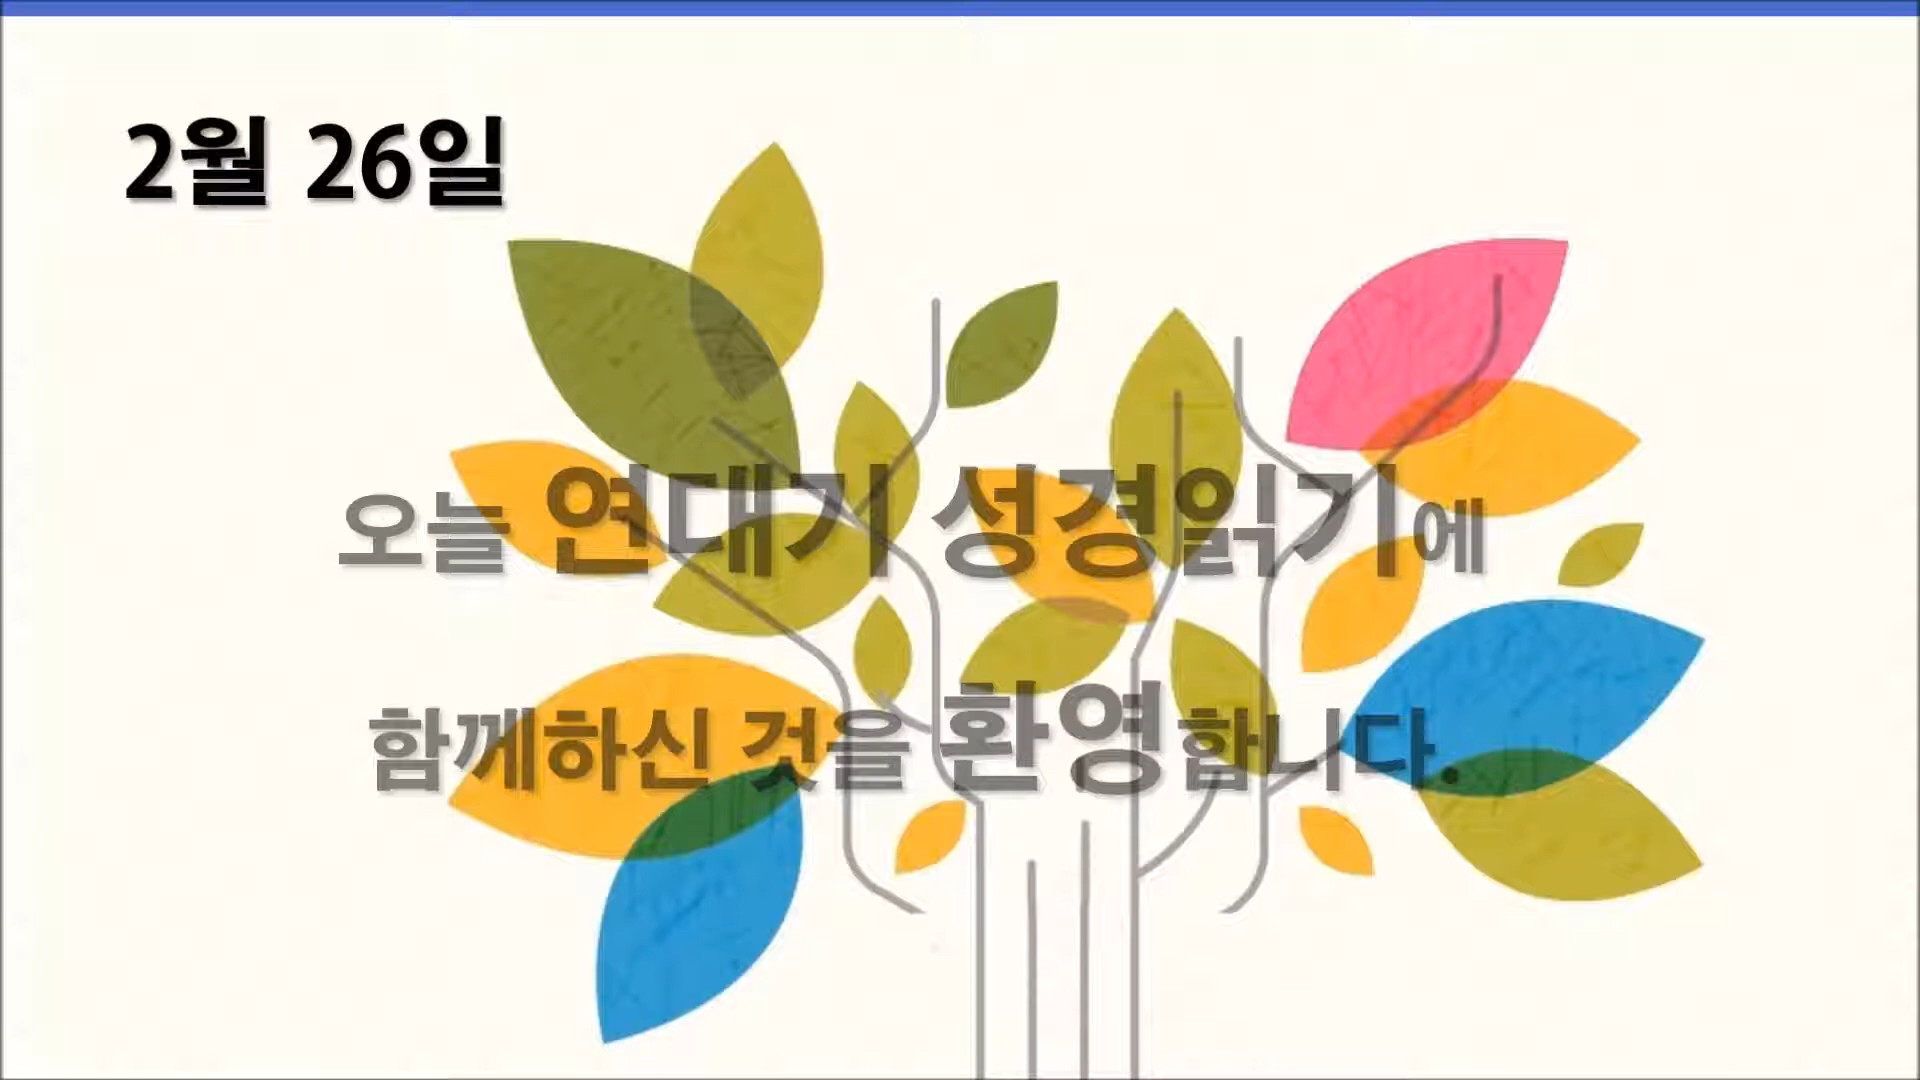 2월 26일
오늘 연대기 성경읽기에
함께하신 것을 환영합니다.